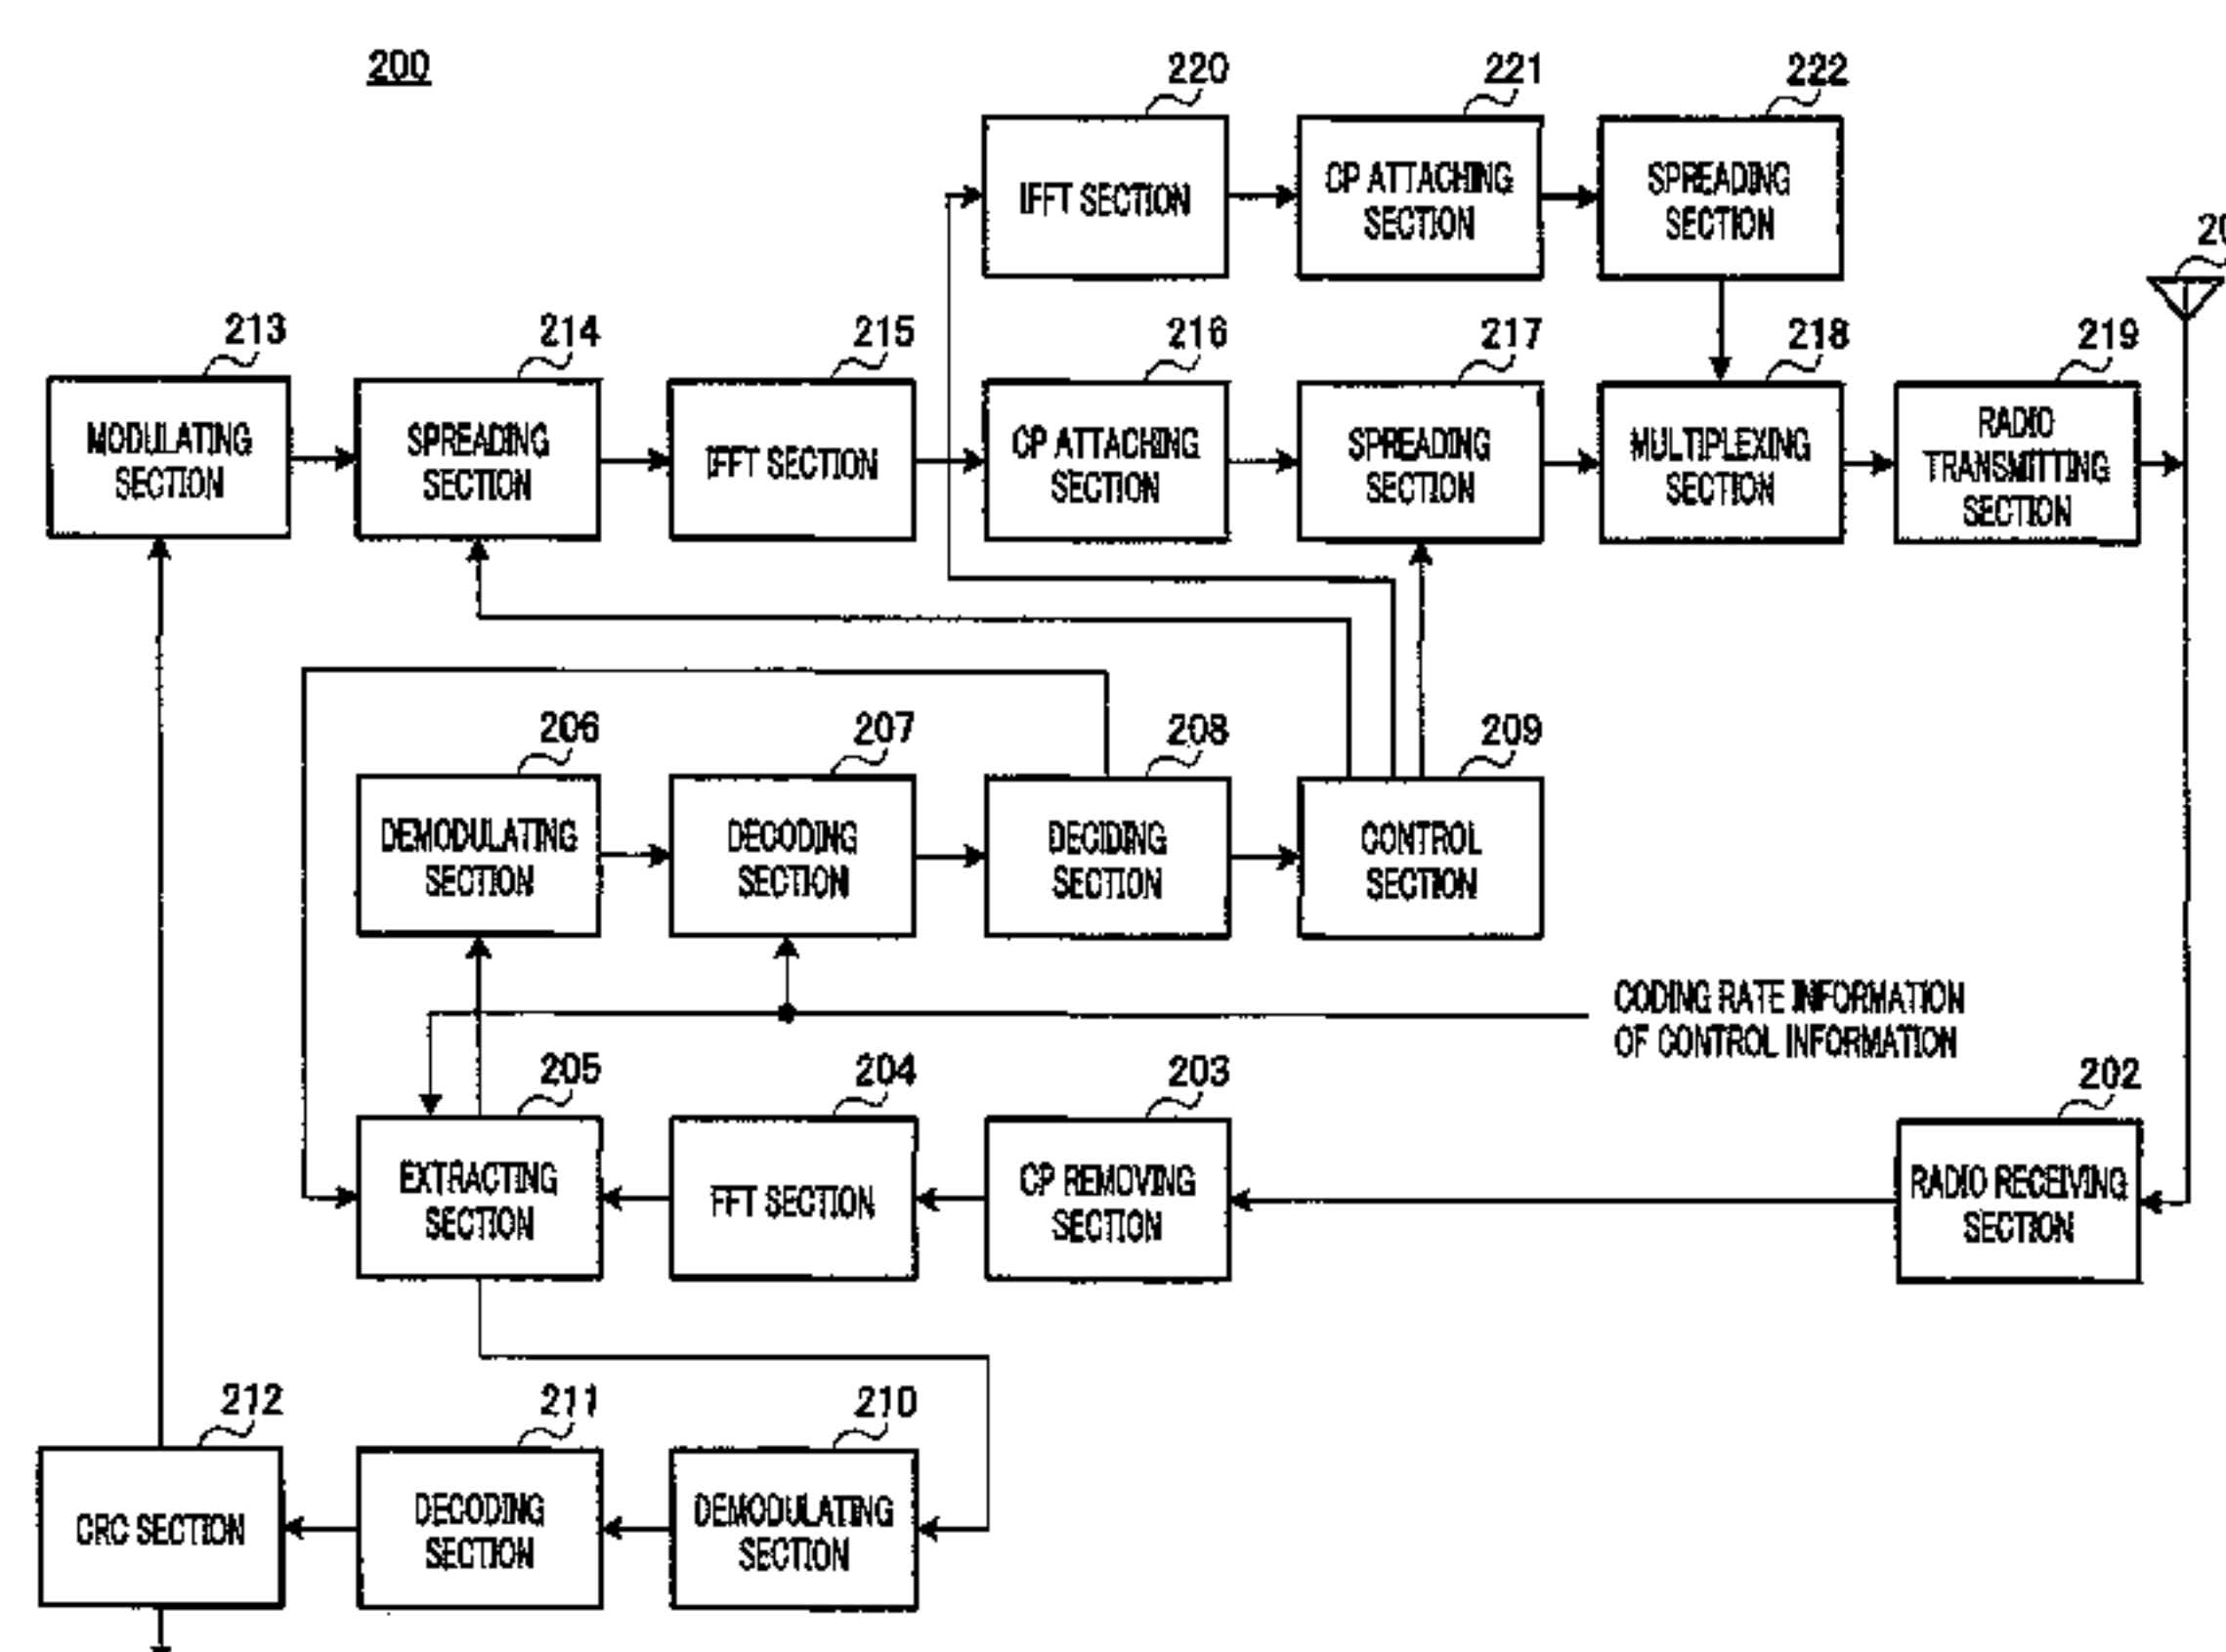 200
220
221
222
IFFT SECTION
CP ATTACHING
SECTION
SPREADING
SECTION
213
214
215
216
217
218
219
MODULATING
SECTION
SPREADING
SECTION
IFFT SECTION
CP ATTACHING
SECTION
SPREADING
SECTION
MULTIPLEXING
SECTION
RADIO
TRANSMITTING
SECTION
206
207
208
209
DEMODULATING
SECTION
DECODING
SECTION
DECIDING
SECTION
CONTROL
SECTION
CODING RATE INFORMATION
OF CONTROL INFORMATION
205
204
203
202
EXTRACTING
SECTION
FFT SECTION
CP REMOVING
SECTION
RADIO RECEIVING
SECTION
212
211
210
CRC SECTION
DECODING
SECTION
DEMODULATING
SECTION